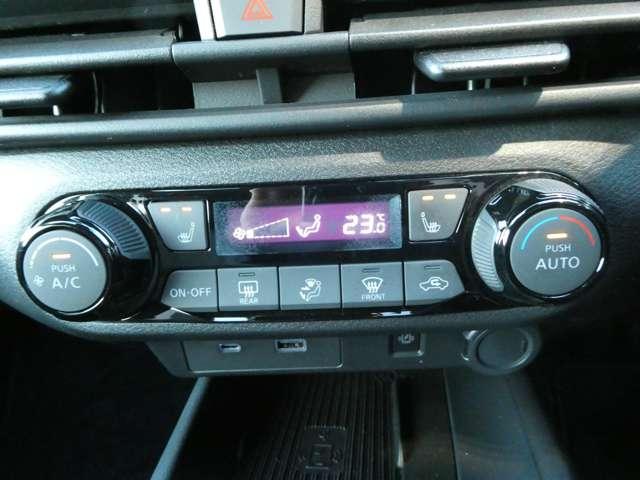 23.0°C
PUSH
A/C
PUSH
AUTO
ON·OFF
REAR
FRONT